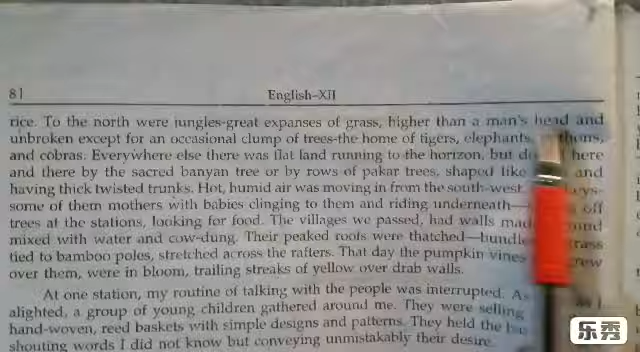 81
English-XII
rice. To the north were jungles-great expanses of grass, higher than a man's head and
unbroken except for an occasional clump of trees-the home of tigers, elephants,
and cobras. Everywhere else there was flat land running to the horizon, but here
and there by the sacred banyan tree or by rows of pakar trees, shaped like and
having thick twisted trunks. Hot, humid air was moving in from the south-west.
some of them mothers with babies clinging to them and riding underneath— off
trees at the stations, looking for food. The villages we passed, had walls
mixed with water and cow-dung. Their peaked roofs were thatched—
tied to bamboo poles, stretched across the rafters. That day the pumpkin vines
over them, were in bloom, trailing streaks of yellow over drab walls.
At one station, my routine of talking with the people was interrupted. I
alighted, a group of young children gathered around me. They were selling
hand-woven, reed baskets with simple designs and patterns. They held the
shouting words I did not know but conveying unmistakably their desire.
乐秀